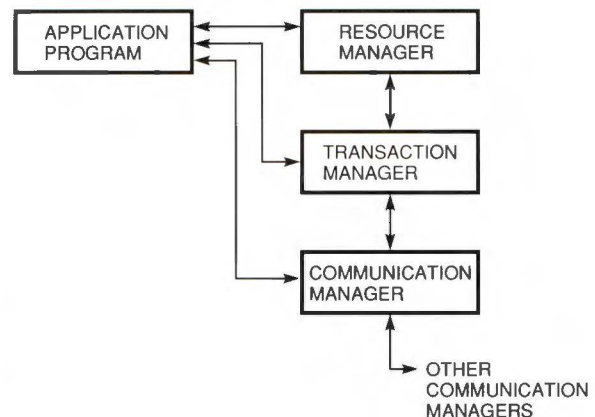 APPLICATION
PROGRAM
RESOURCE
MANAGER
TRANSACTION
MANAGER
COMMUNICATION
MANAGER
OTHER
COMMUNICATION
MANAGERS